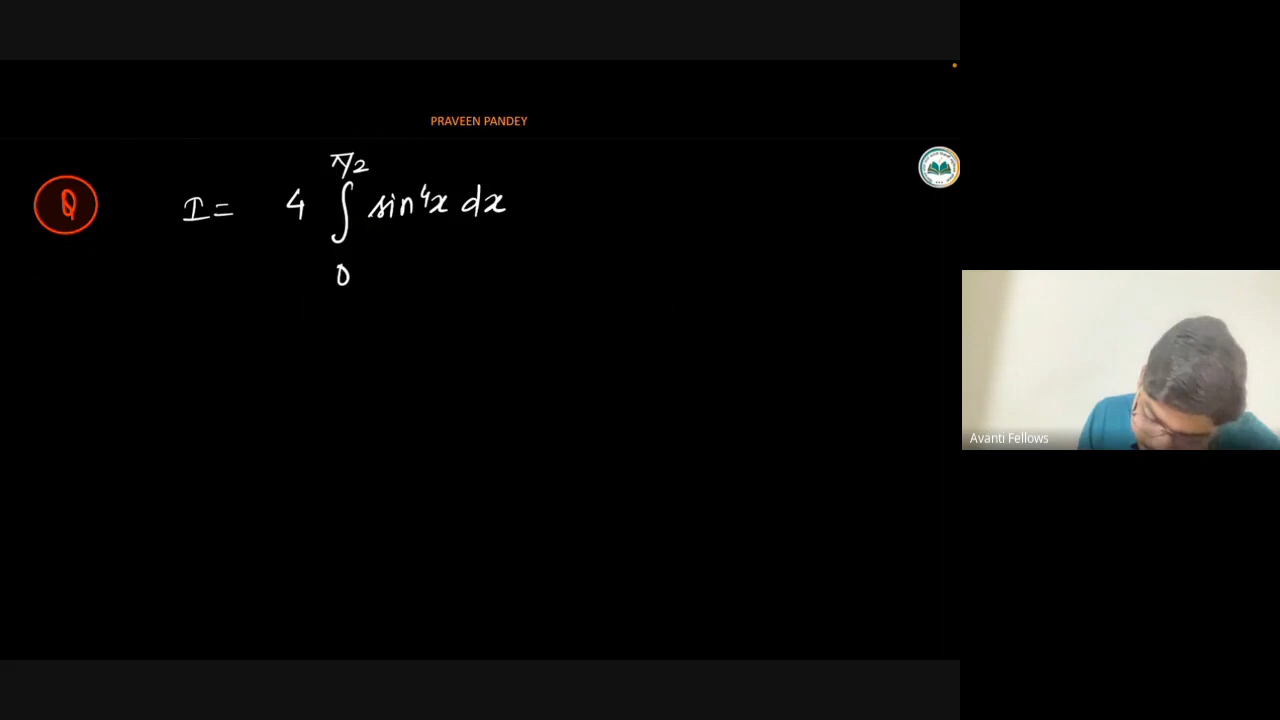 PRAVEEN PANDEY
Q I = 4 ∫₀^(π/2) sin⁴x dx
Avanti Fellows